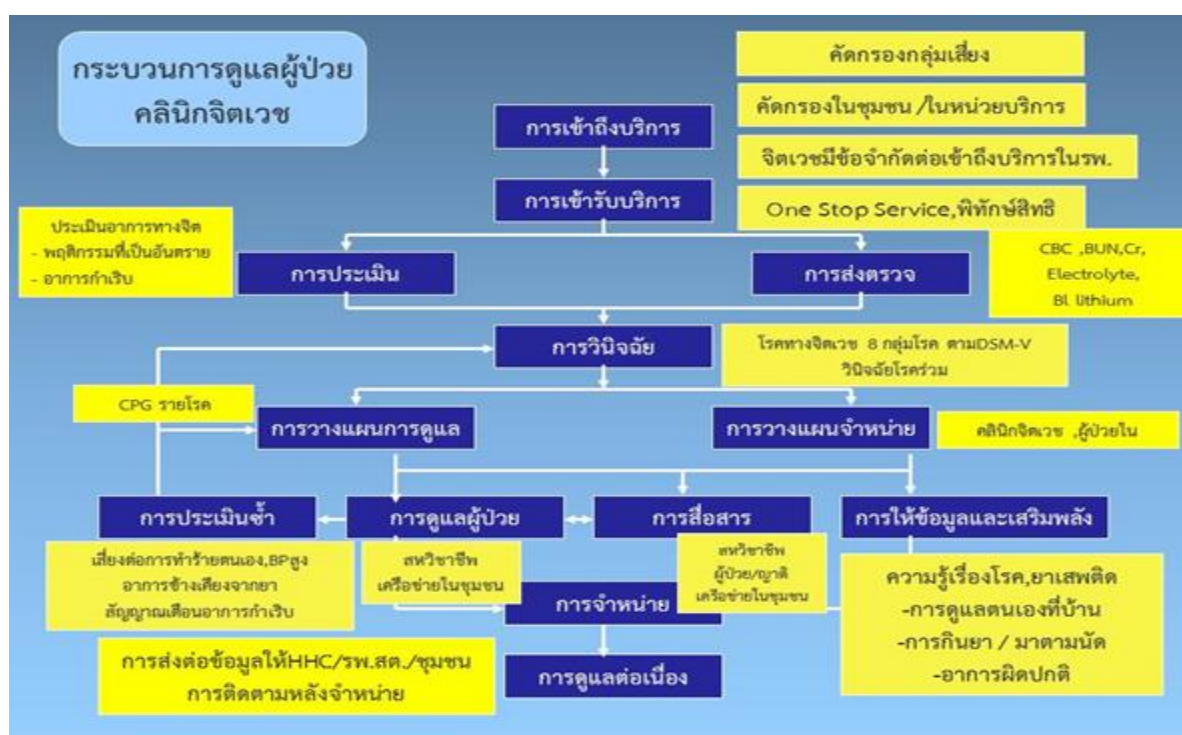 กระบวนการดูแลผู้ป่วย
คลินิกจิตเวช
คัดกรองกลุ่มเสี่ยง
คัดกรองในชุมชน /ในหน่วยบริการ
การเข้าถึงบริการ
จิตเวชมีข้อจำกัดต่อเข้าถึงบริการในรพ.
การเข้ารับบริการ
One Stop Service,พิทักษ์สิทธิ
ประเมินอาการทางจิต
- พฤติกรรมที่เป็นอันตราย
- อาการกำเริบ
การประเมิน
การส่งตรวจ
CBC ,BUN,Cr,
Electrolyte,
Bl. lithium
การวินิจฉัย
โรคทางจิตเวช 8 กลุ่มโรค ตามDSM-V
วินิจฉัยโรคร่วม
CPG รายโรค
การวางแผนการดูแล
การวางแผนจำหน่าย
คลินิกจิตเวช ,ผู้ป่วยใน
การประเมินซ้ำ
การดูแลผู้ป่วย
การสื่อสาร
การให้ข้อมูลและเสริมพลัง
เสี่ยงต่อการทำร้ายตนเอง,BPสูง
อาการข้างเคียงจากยา
สัญญาณเตือนอาการกำเริบ
สหวิชาชีพ
เครือข่ายในชุมชน
สหวิชาชีพ
ผู้ป่วย/ญาติ
เครือข่ายในชุมชน
ความรู้เรื่องโรค,ยาเสพติด
-การดูแลตนเองที่บ้าน
-การกินยา / มาตามนัด
-อาการผิดปกติ
การจำหน่าย
การส่งต่อข้อมูลให้HHC/รพ.สต./ชุมชน
การติดตามหลังจำหน่าย
การดูแลต่อเนื่อง